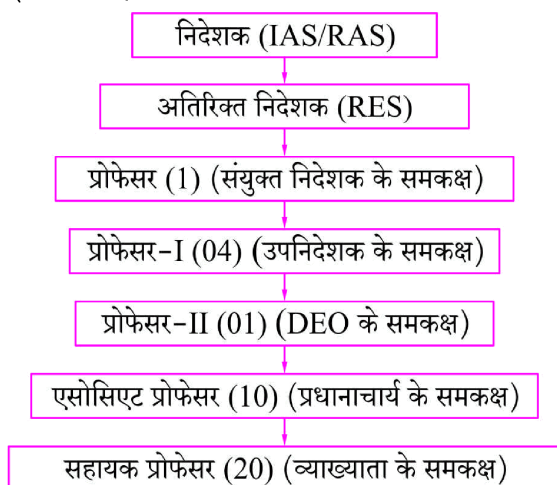 निदेशक (IAS/RAS)
अतिरिक्त निदेशक (RES)
प्रोफेसर (1) (संयुक्त निदेशक के समकक्ष)
प्रोफेसर-I (04) (उपनिदेशक के समकक्ष)
प्रोफेसर-II (01) (DEO के समकक्ष)
एसोसिएट प्रोफेसर (10) (प्रधानाचार्य के समकक्ष)
सहायक प्रोफेसर (20) (व्याख्याता के समकक्ष)